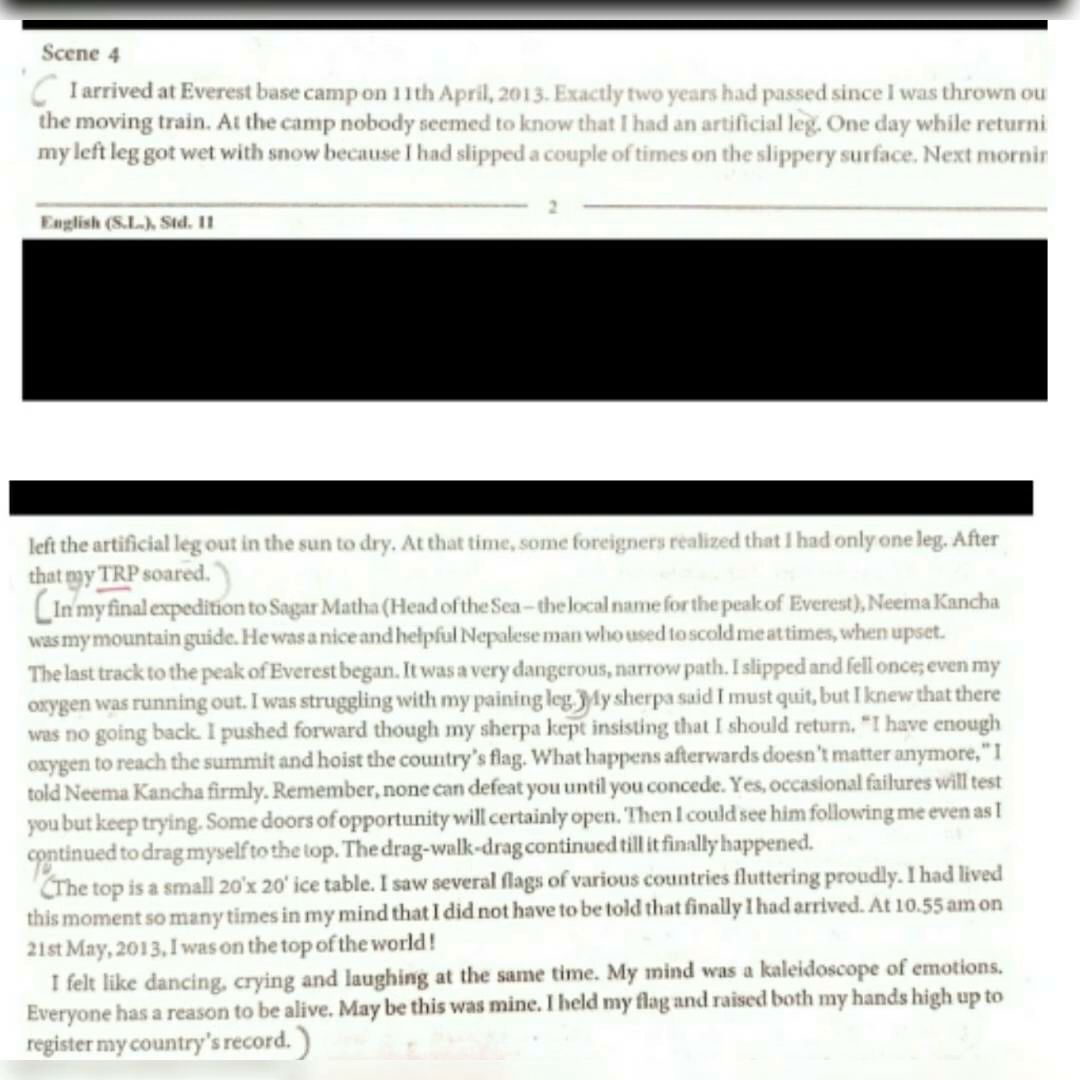 Scene 4
I arrived at Everest base camp on 11th April, 2013. Exactly two years had passed since I was thrown ou
the moving train. At the camp nobody seemed to know that I had an artificial leg. One day while returni
my left leg got wet with snow because I had slipped a couple of times on the slippery surface. Next mornin
2
English (S.L.), Std. 11
left the artificial leg out in the sun to dry. At that time, some foreigners realized that I had only one leg. After
that my TRP soared.
In my final expedition to Sagar Matha (Head of the Sea – the local name for the peak of Everest), Neema Kancha
was my mountain guide. He was a nice and helpful Nepalese man who used to scold me at times, when upset.
The last track to the peak of Everest began. It was a very dangerous, narrow path. I slipped and fell once; even my
oxygen was running out. I was struggling with my paining leg. My sherpa said I must quit, but I knew that there
was no going back. I pushed forward though my sherpa kept insisting that I should return. "I have enough
oxygen to reach the summit and hoist the country's flag. What happens afterwards doesn't matter anymore," I
told Neema Kancha firmly. Remember, none can defeat you until you concede. Yes, occasional failures will test
you but keep trying. Some doors of opportunity will certainly open. Then I could see him following me even as I
continued to drag myself to the top. The drag-walk-drag continued till it finally happened.
The top is a small 20'x 20' ice table. I saw several flags of various countries fluttering proudly. I had lived
this moment so many times in my mind that I did not have to be told that finally I had arrived. At 10.55 am on
21st May, 2013, I was on the top of the world!
I felt like dancing, crying and laughing at the same time. My mind was a kaleidoscope of emotions.
Everyone has a reason to be alive. May be this was mine. I held my flag and raised both my hands high up to
register my country's record.